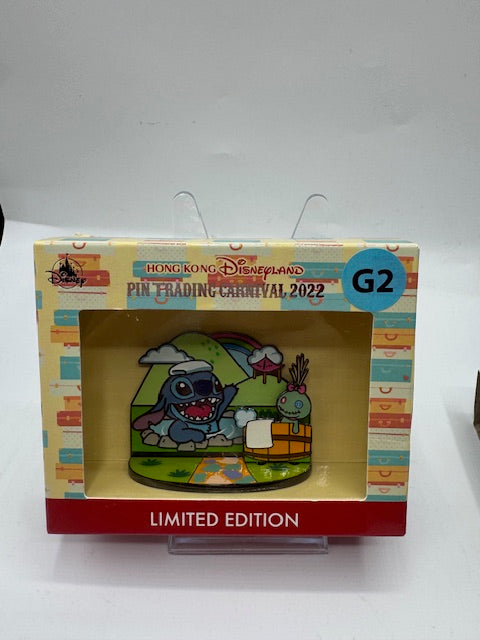 Disney
HONG KONG Disneyland
PIN TRADING CARNIVAL 2022
G2
LIMITED EDITION